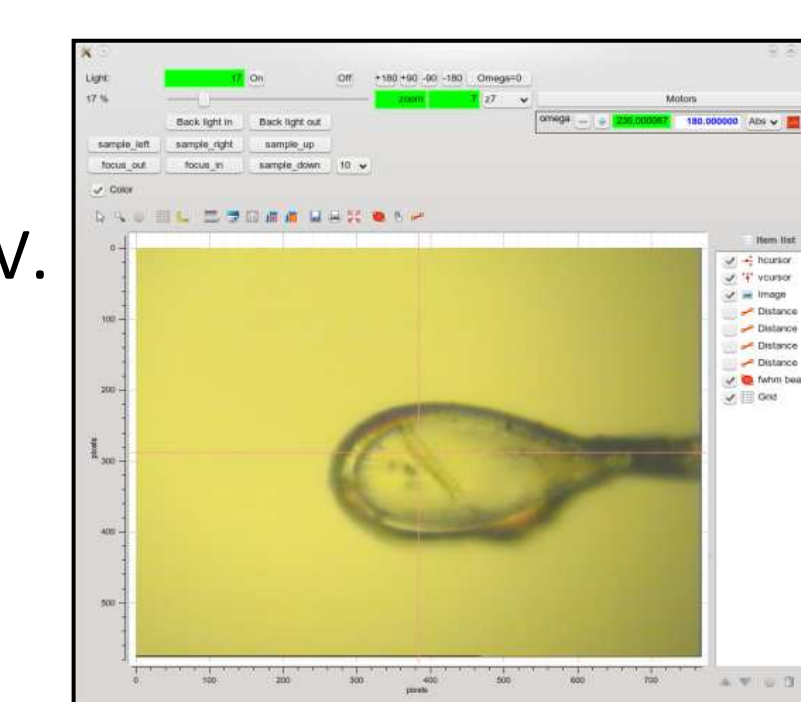 V.
Light: 17 On Off +180 +90 -90 -180 Omega=0
17 % zoom 7 z7 Motors
Back light in Back light out omega 180.000000 Abs
sample_left sample_right sample_up
focus_out focus_in sample_down 10
Color
Item list
hcursor
vcursor
Image
Distance
Distance
Distance
Distance
fwhm bea
Grid
pixels
0
100
200
300
400
500
0 100 200 300 400 500 600 700
pixels